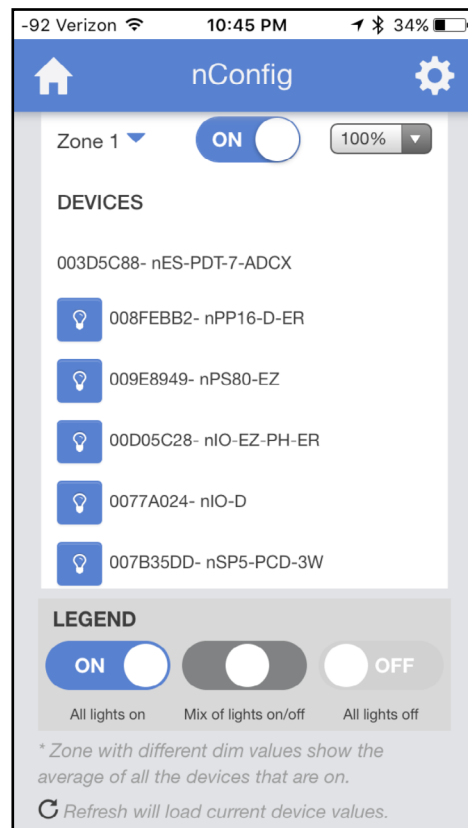 -92 Verizon 10:45 PM 34%
nConfig
Zone 1 ON 100%
DEVICES
003D5C88- nES-PDT-7-ADCX
008FEBB2- nPP16-D-ER
009E8949- nPS80-EZ
00D05C28- nIO-EZ-PH-ER
0077A024- nIO-D
007B35DD- nSP5-PCD-3W
LEGEND
ON OFF
All lights on Mix of lights on/off All lights off
* Zone with different dim values show the
average of all the devices that are on.
Refresh will load current device values.